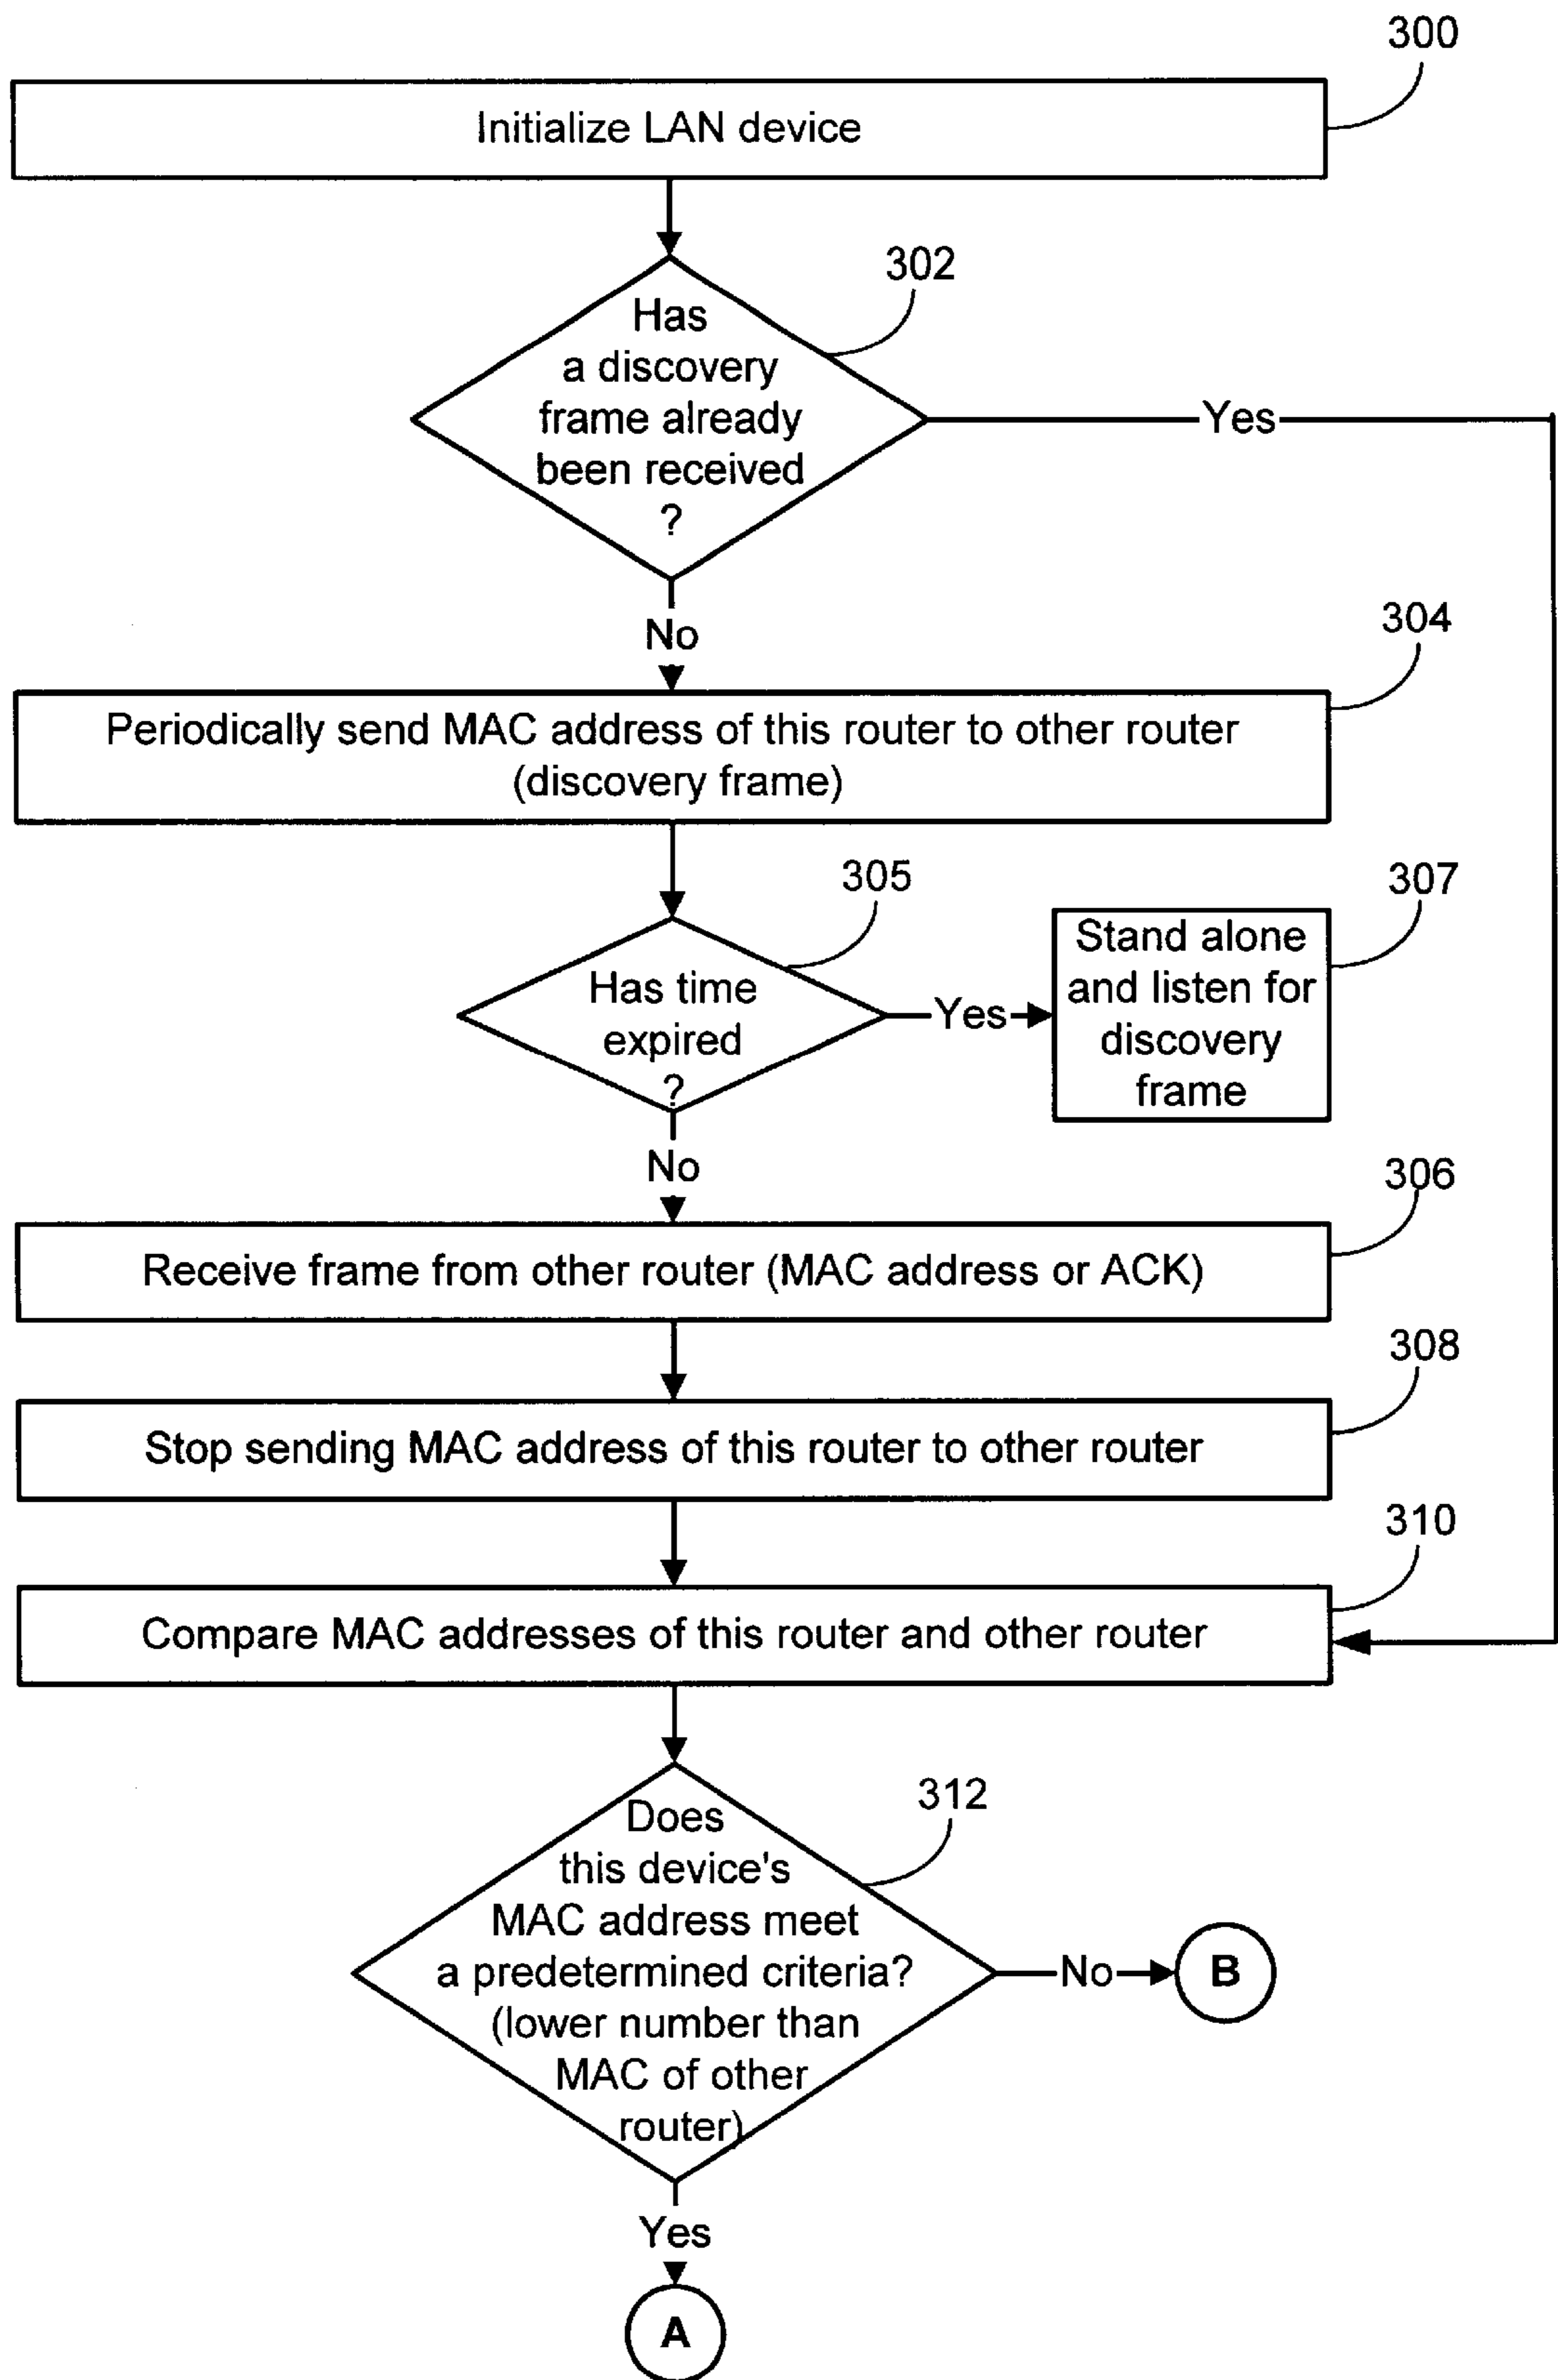 300
Initialize LAN device
302
Has
a discovery
frame already
been received
?
Yes
No
304
Periodically send MAC address of this router to other router
(discovery frame)
305
307
Has time
expired
?
Yes
Stand alone
and listen for
discovery
frame
No
306
Receive frame from other router (MAC address or ACK)
308
Stop sending MAC address of this router to other router
310
Compare MAC addresses of this router and other router
312
Does
this device's
MAC address meet
a predetermined criteria?
(lower number than
MAC of other
router)
No
B
Yes
A